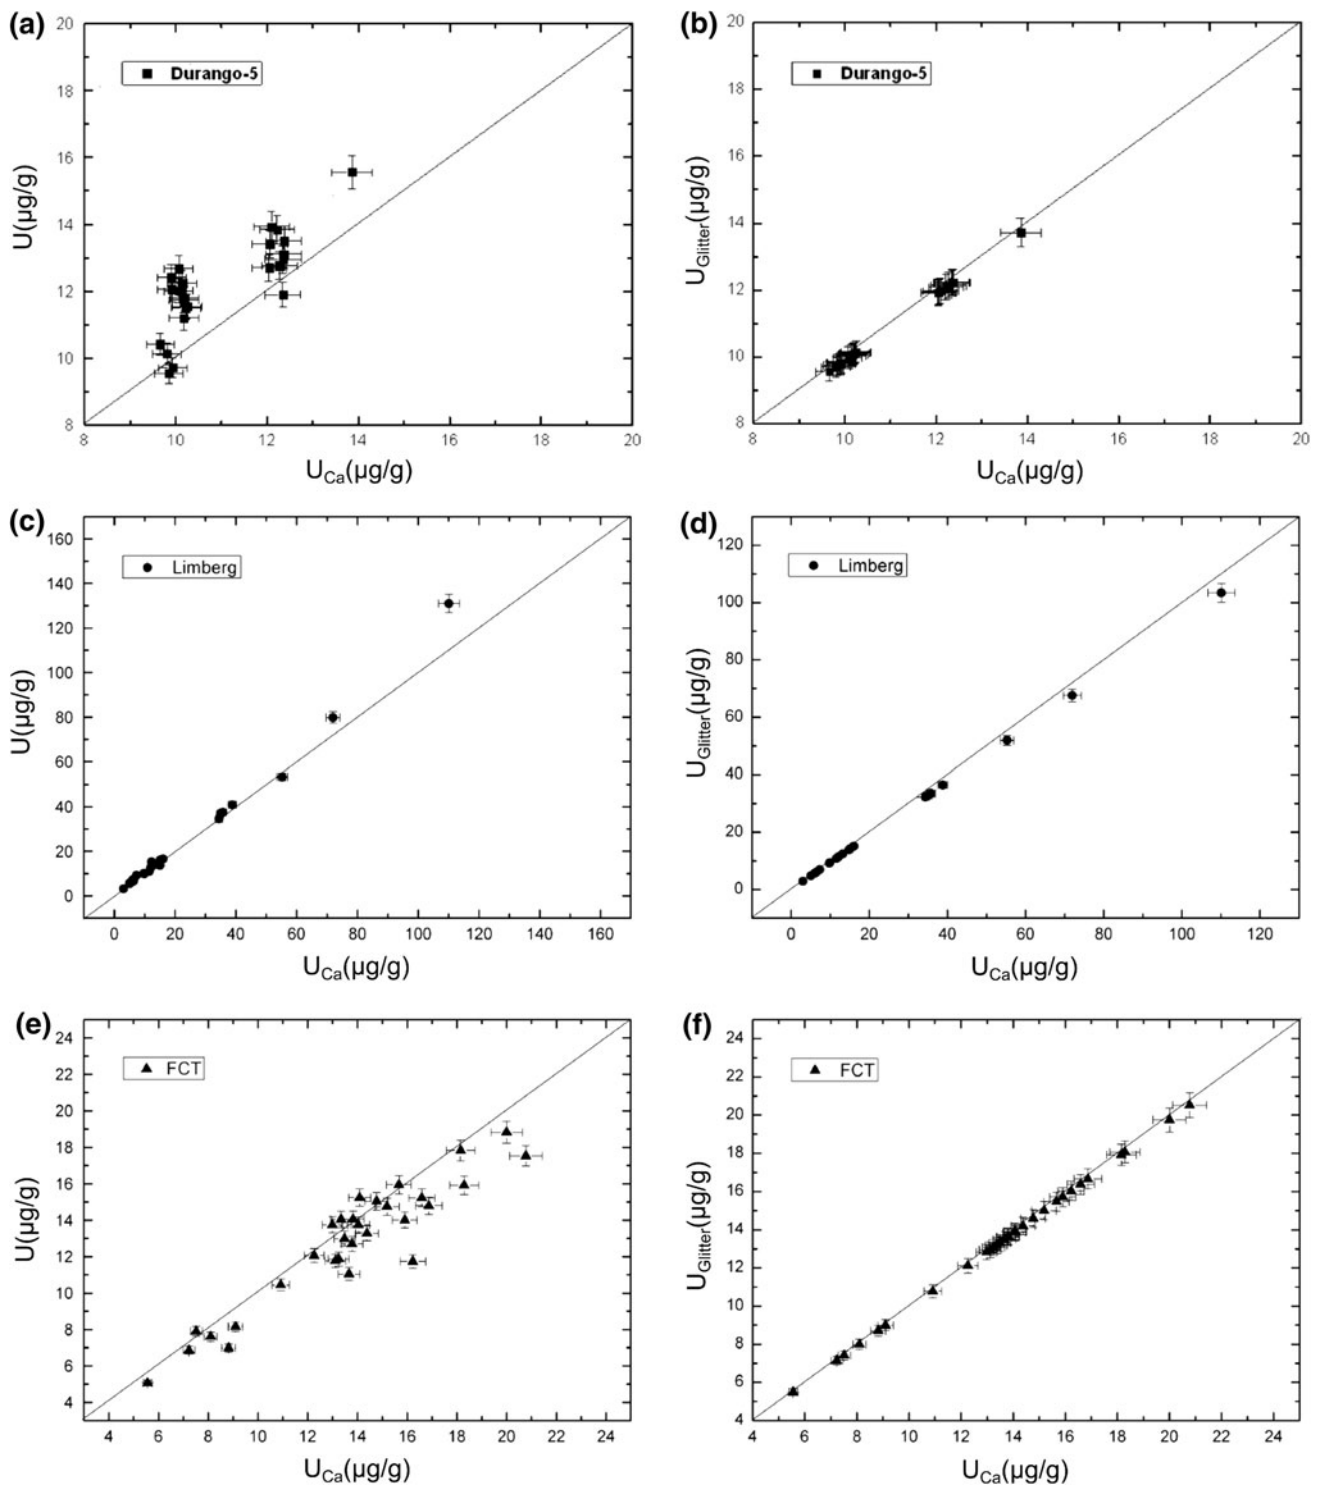 (a)
20
18
16
14
12
10
8
U(µg/g)
Durango-5
8 10 12 14 16 18 20
U_Ca(µg/g)
(b)
20
18
16
14
12
10
8
U_Glitter(µg/g)
Durango-5
8 10 12 14 16 18 20
U_Ca(µg/g)
(c)
160
140
120
100
80
60
40
20
0
U(µg/g)
Limberg
0 20 40 60 80 100 120 140 160
U_Ca(µg/g)
(d)
120
100
80
60
40
20
0
U_Glitter(µg/g)
Limberg
0 20 40 60 80 100 120
U_Ca(µg/g)
(e)
24
22
20
18
16
14
12
10
8
6
4
U(µg/g)
FCT
4 6 8 10 12 14 16 18 20 22 24
U_Ca(µg/g)
(f)
24
22
20
18
16
14
12
10
8
6
4
U_Glitter(µg/g)
FCT
4 6 8 10 12 14 16 18 20 22 24
U_Ca(µg/g)